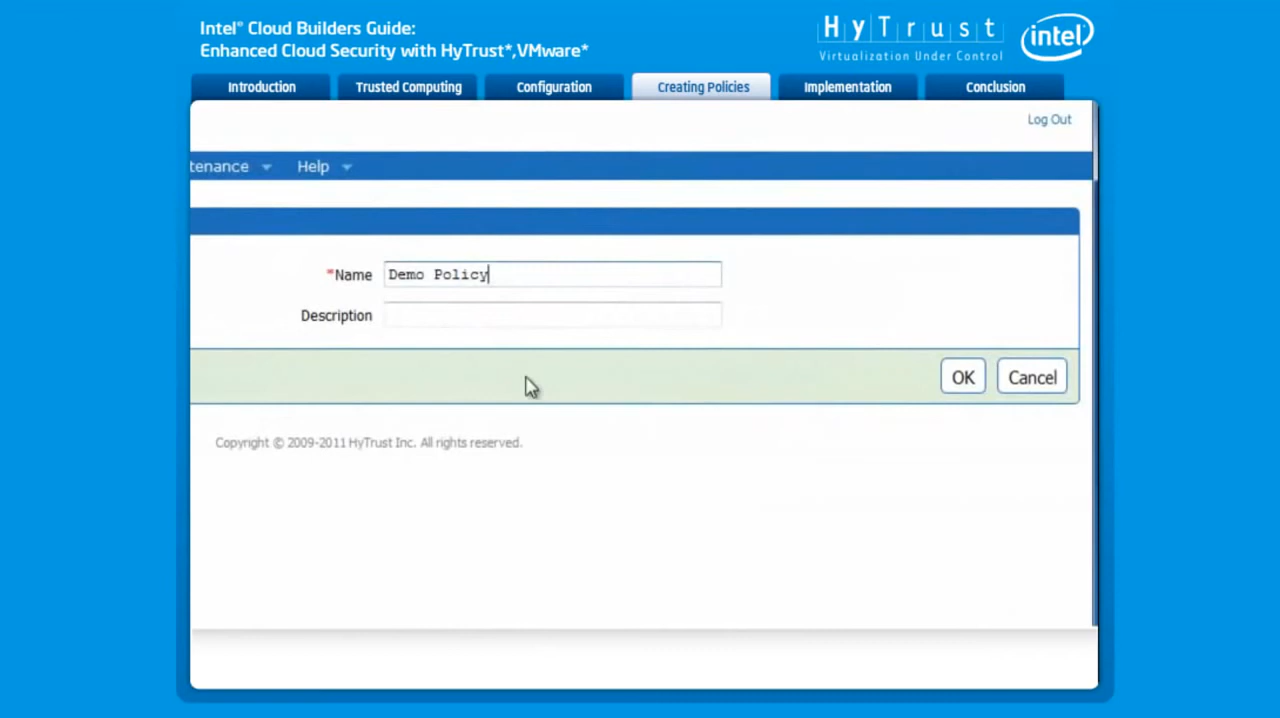 Intel® Cloud Builders Guide:
Enhanced Cloud Security with HyTrust*,VMware*
HyTrust
Virtualization Under Control
intel
Introduction
Trusted Computing
Configuration
Creating Policies
Implementation
Conclusion
Log Out
tenance
Help
*Name
Demo Policy
Description
OK
Cancel
Copyright © 2009-2011 HyTrust Inc. All rights reserved.